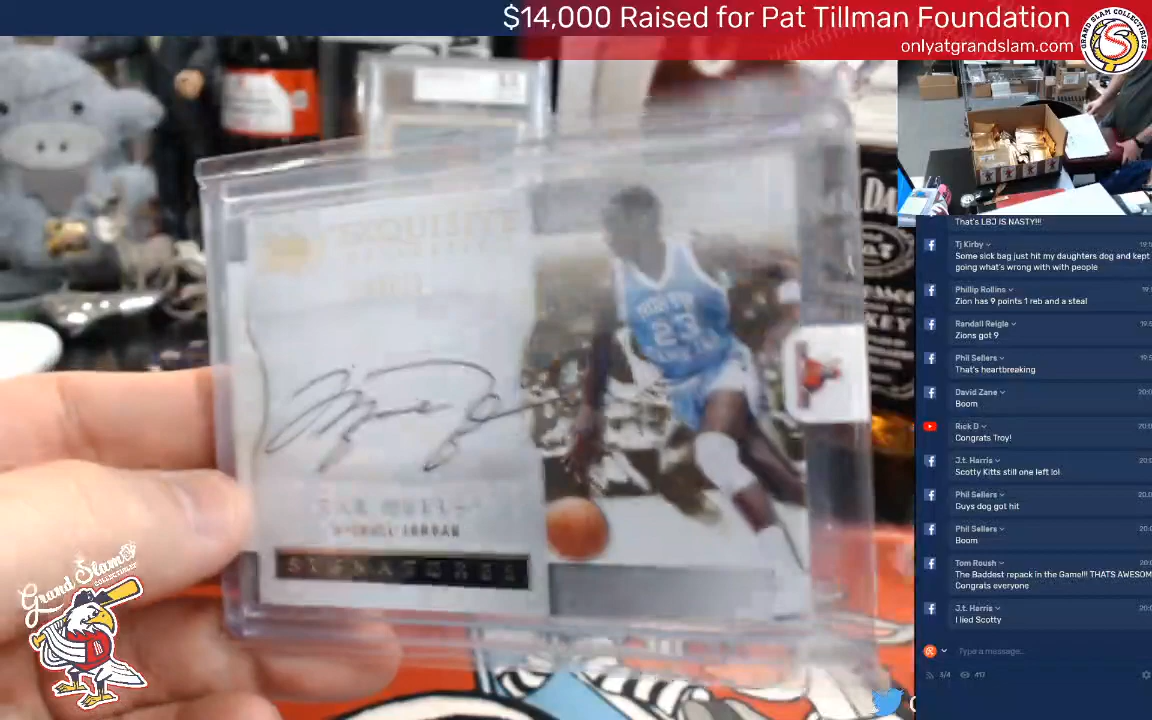 $14,000 Raised for Pat Tillman Foundation
onlyatgrandslam.com
GRAND SLAM COLLECTIBLES
S
23
MICHAEL JORDAN
SIGNATURES
Grand Slam
COLLECTIBLES
That's LBJ IS NASTY!!!
Tj Kirby
Some sick bag just hit my daughters dog and kept
going what's wrong with with people
Phillip Rollins
Zion has 9 points 1 reb and a steal
Randall Reigle
Zions got 9
Phil Sellers
That's heartbreaking
David Zane
Boom
Rick D
Congrats Troy!
J.t. Harris
Scotty Kitts still one left lol
Phil Sellers
Guys dog got hit
Phil Sellers
Boom
Tom Roush
The Baddest repack in the Game!!! THATS AWESOM
Congrats everyone
J.t. Harris
I lied Scotty
Type a message...
3/4 417